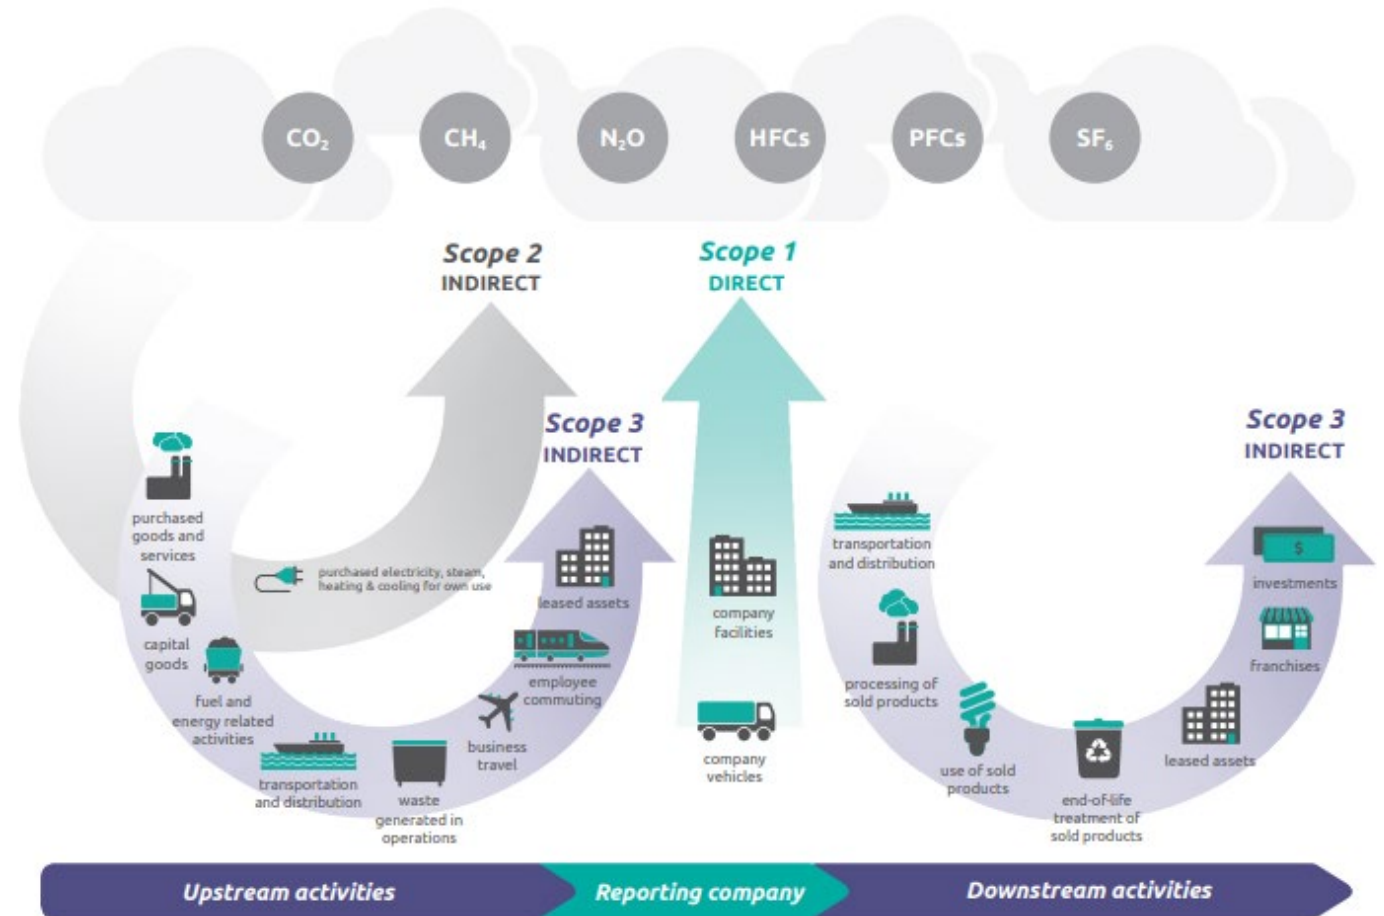 CO₂
CH₄
N₂O
HFCs
PFCs
SF₆
Scope 2
INDIRECT
Scope 1
DIRECT
Scope 3
INDIRECT
Scope 3
INDIRECT
purchased
goods and
services
capital
goods
fuel and
energy related
activities
transportation
and distribution
waste
generated in
operations
business
travel
employee
commuting
leased assets
purchased electricity, steam,
heating & cooling for own use
company
facilities
company
vehicles
transportation
and distribution
processing of
sold products
use of sold
products
end-of-life
treatment of
sold products
leased assets
franchises
$
investments
Upstream activities
Reporting company
Downstream activities